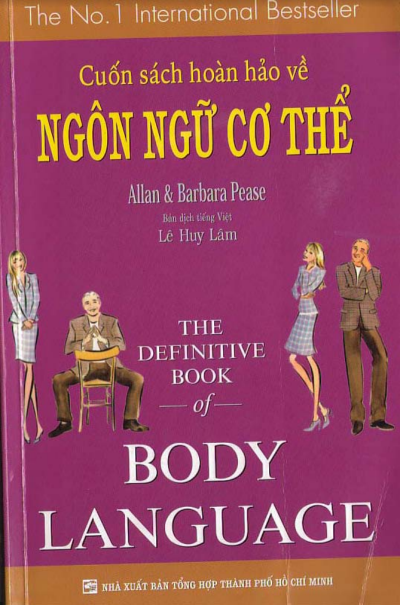 The No.1 International Bestseller
Cuốn sách hoàn hảo về
NGÔN NGỮ CƠ THỂ
Allan & Barbara Pease
Bản dịch tiếng Việt
Lê Huy Lâm
THE
DEFINITIVE
BOOK
of
BODY
LANGUAGE
NHÀ XUẤT BẢN TỔNG HỢP THÀNH PHỐ HỒ CHÍ MINH